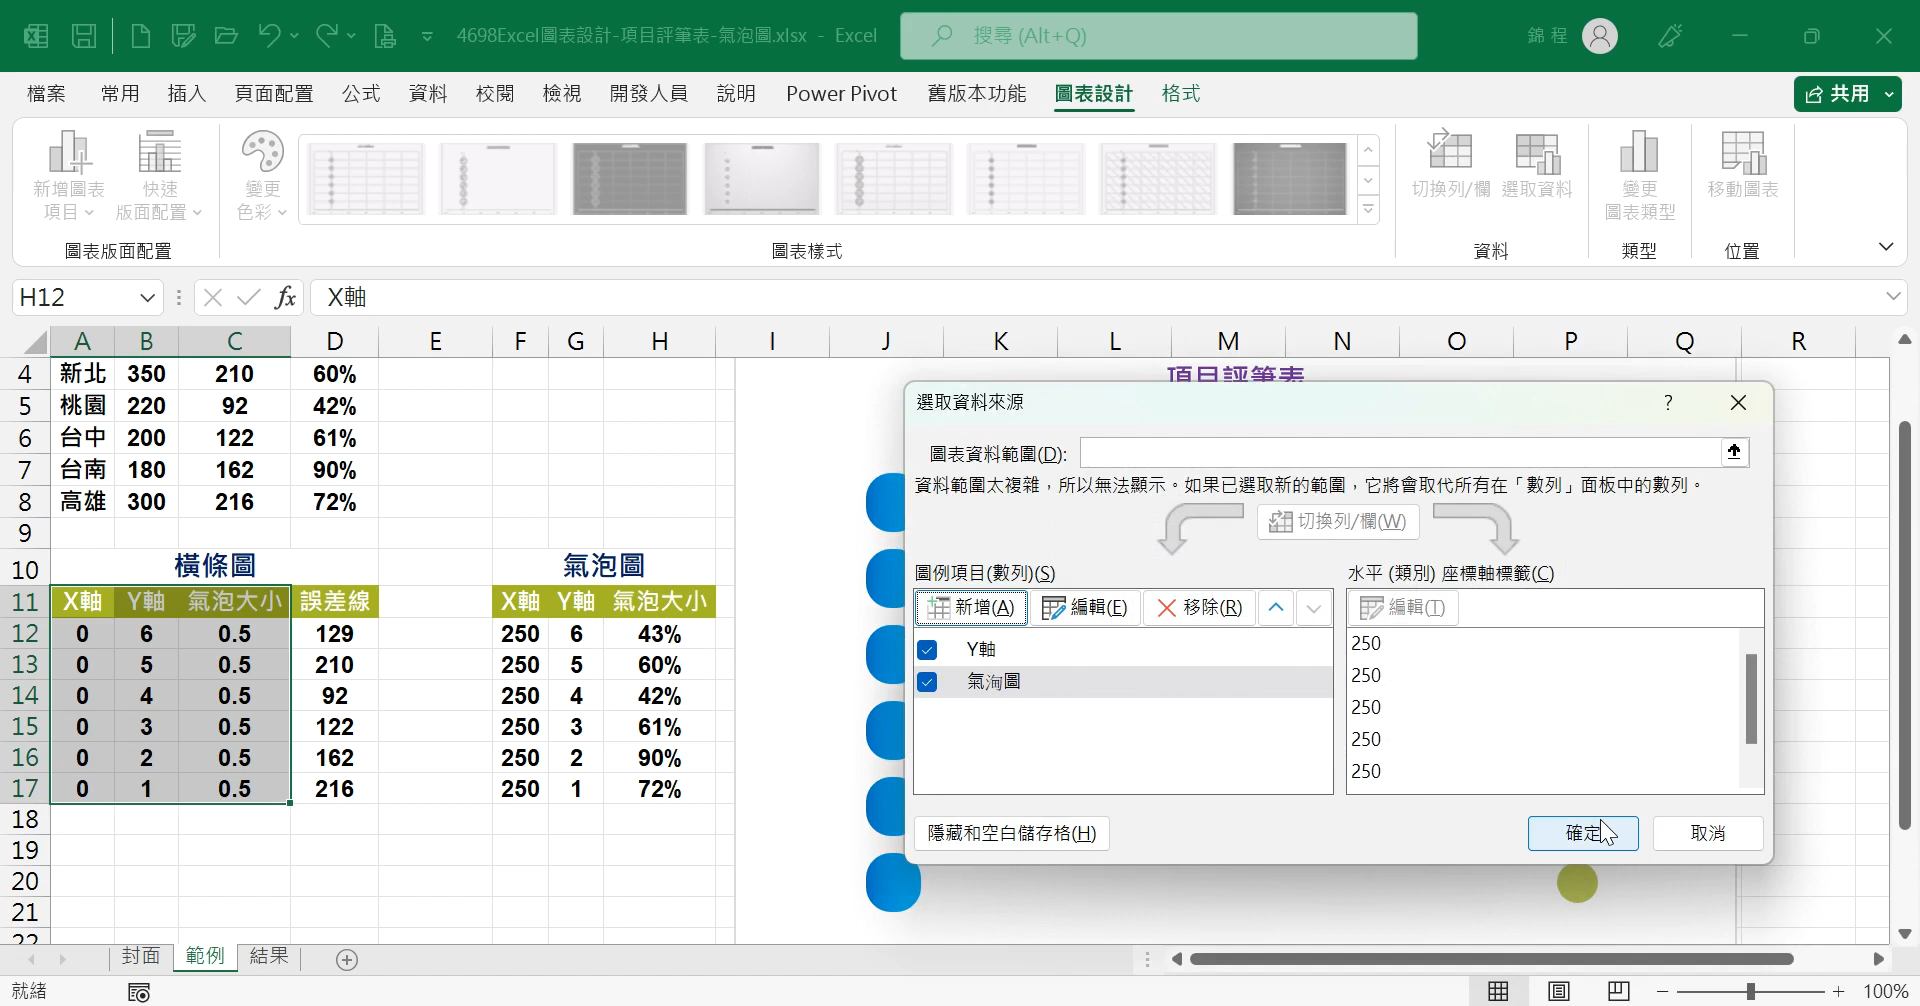 4698Excel圖表設計-項目評筆表-氣泡圖.xlsx - Excel
搜尋 (Alt+Q)
錦 程
檔案 常用 插入 頁面配置 公式 資料 校閱 檢視 開發人員 說明 Power Pivot 舊版本功能 圖表設計 格式
共用
新增圖表 快速 變更 切換列/欄 選取資料 變更 移動圖表
項目 版面配置 色彩 圖表類型
圖表版面配置 圖表樣式 資料 類型 位置
H12 fx X軸
A B C D E F G H I J K L M N O P Q R
4 新北 350 210 60%
5 桃園 220 92 42%
6 台中 200 122 61%
7 台南 180 162 90%
8 高雄 300 216 72%
9
10 橫條圖 氣泡圖
11 X軸 Y軸 氣泡大小 誤差線 X軸 Y軸 氣泡大小
12 0 6 0.5 129 250 6 43%
13 0 5 0.5 210 250 5 60%
14 0 4 0.5 92 250 4 42%
15 0 3 0.5 122 250 3 61%
16 0 2 0.5 162 250 2 90%
17 0 1 0.5 216 250 1 72%
18
19
20
21
22
項目評筆表
選取資料來源 ?
圖表資料範圍(D):
資料範圍太複雜，所以無法顯示。如果已選取新的範圍，它將會取代所有在「數列」面板中的數列。
切換列/欄(W)
圖例項目(數列)(S) 水平 (類別) 座標軸標籤(C)
新增(A) 編輯(E) 移除(R) 編輯(T)
Y軸
250
250
250
250
250
隱藏和空白儲存格(H) 確定 取消
封面 範例 結果
就緒 100%